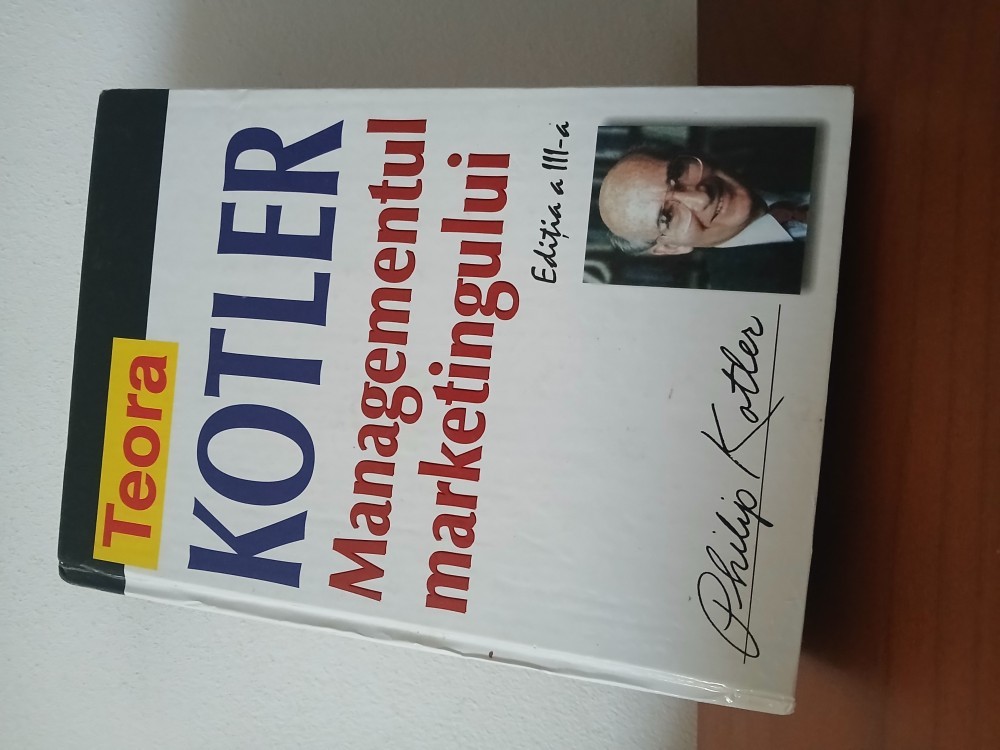 Teora
KOTLER
Managementul
marketingului
Ediția a III-a
Philip Kotler